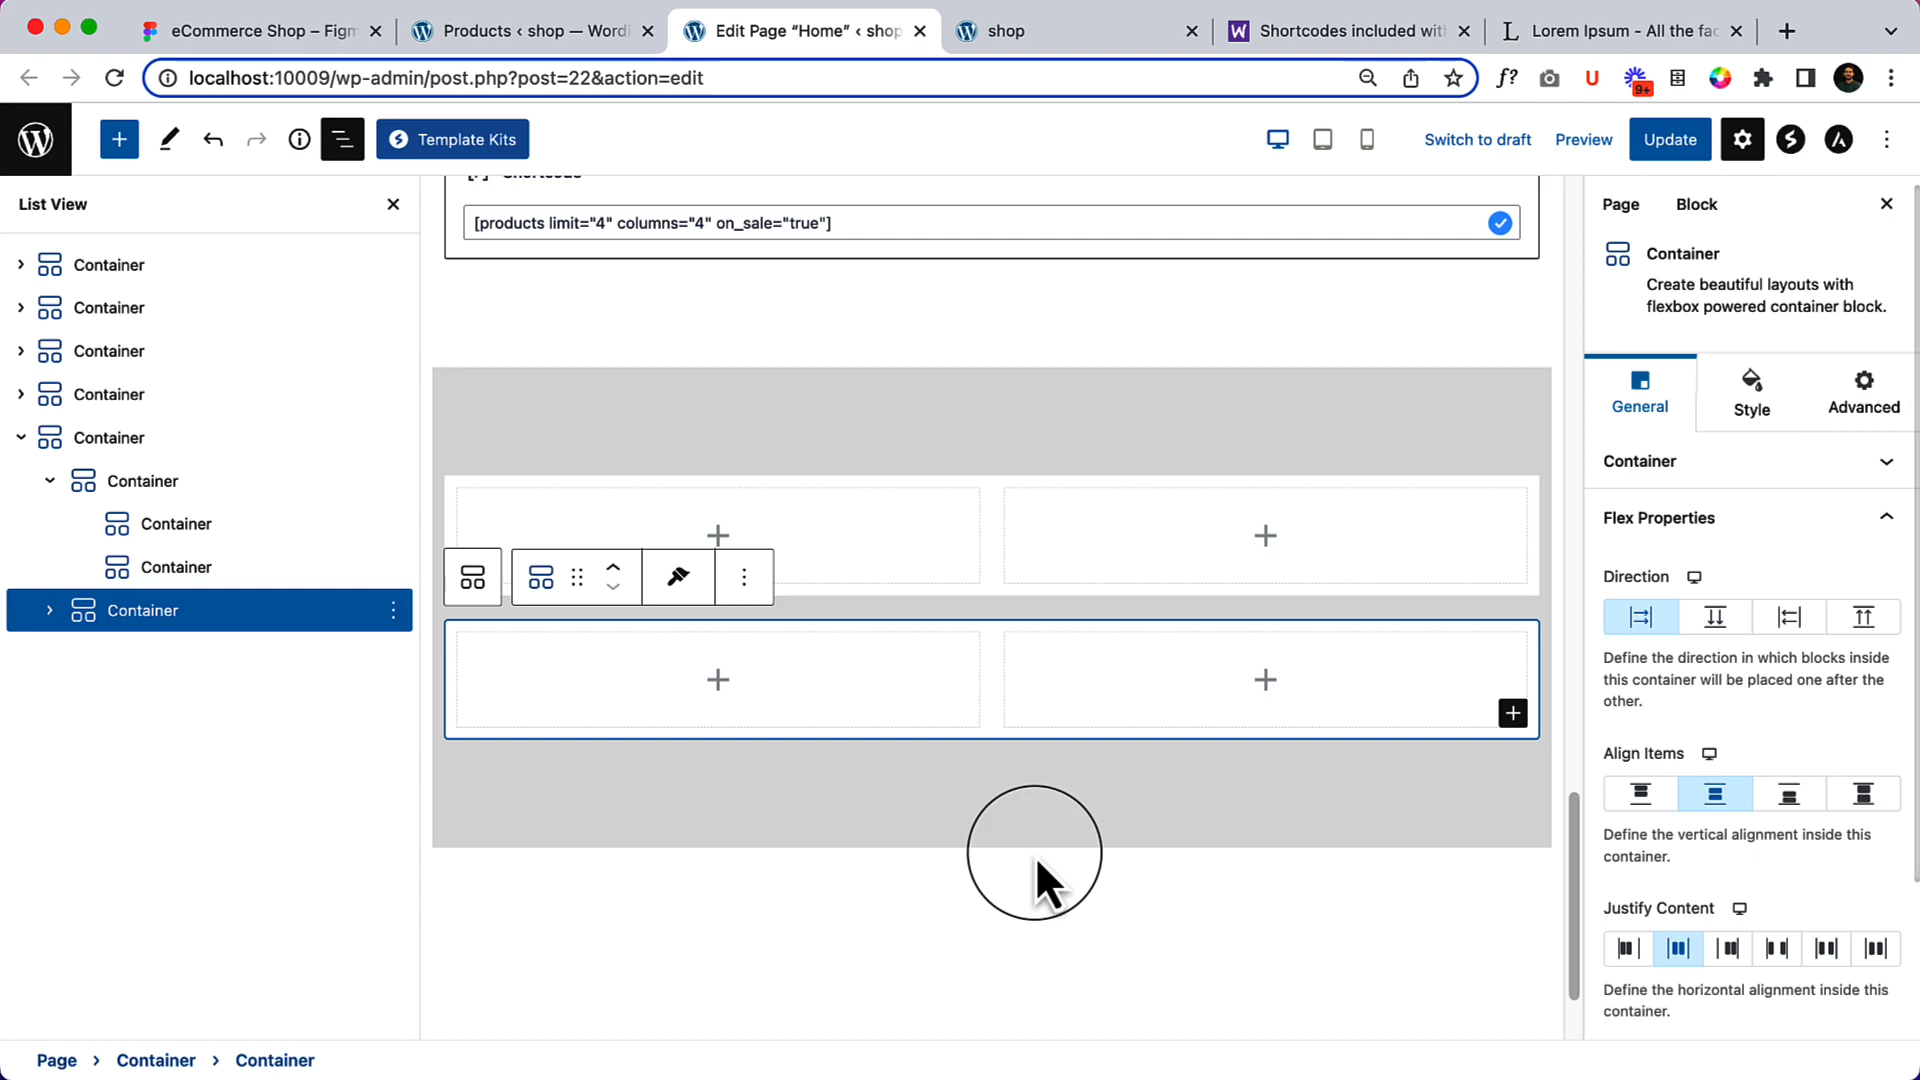 eCommerce Shop – Figm
Products ‹ shop — WordI
Edit Page “Home” ‹ shop
shop
Shortcodes included wit
Lorem Ipsum - All the fac
localhost:10009/wp-admin/post.php?post=22&action=edit
f?
U
9+
Template Kits
Switch to draft
Preview
Update
List View
Container
Container
Container
Container
Container
Container
Container
Container
Container
[products limit="4" columns="4" on_sale="true"]
Page
Block
Container
Create beautiful layouts with
flexbox powered container block.
General
Style
Advanced
Container
Flex Properties
Direction
Define the direction in which blocks inside
this container will be placed one after the
other.
Align Items
Define the vertical alignment inside this
container.
Justify Content
Define the horizontal alignment inside this
container.
Page › Container › Container